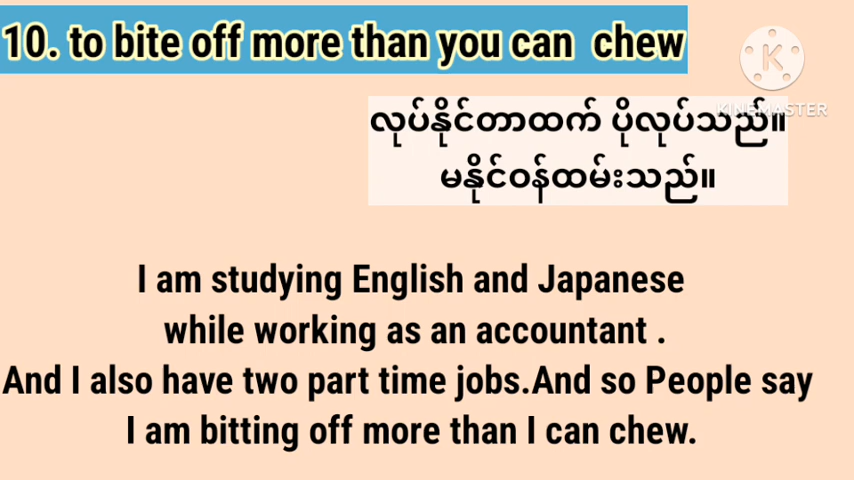 10. to bite off more than you can chew
KINEMASTER
လုပ်နိုင်တာထက် ပိုလုပ်သည်။
မနိုင်ဝန်ထမ်းသည်။
I am studying English and Japanese
while working as an accountant .
And I also have two part time jobs.And so People say
I am bitting off more than I can chew.